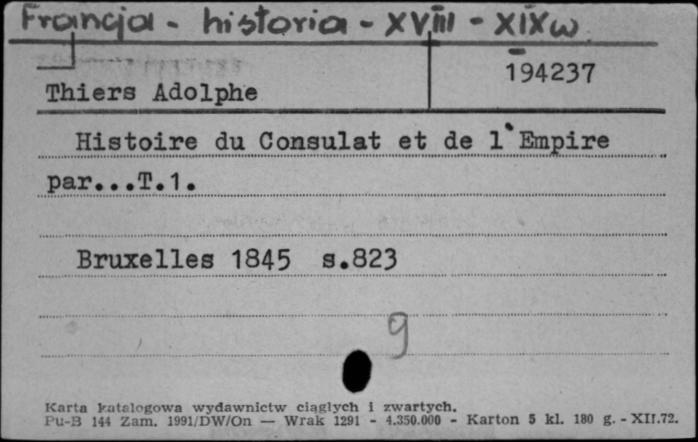 Francja - historia - XVIII - XIXw
194237
Thiers Adolphe
Histoire du Consulat et de l'Empire
par...T.1.
Bruxelles 1845 s.823
g
Karta katalogowa wydawnictw ciągłych i zwartych.
Pu-B 144 Zam. 1991/DW/On — Wrak 1291 - 4.350.000 - Karton 5 kl. 180 g. - XII.72.